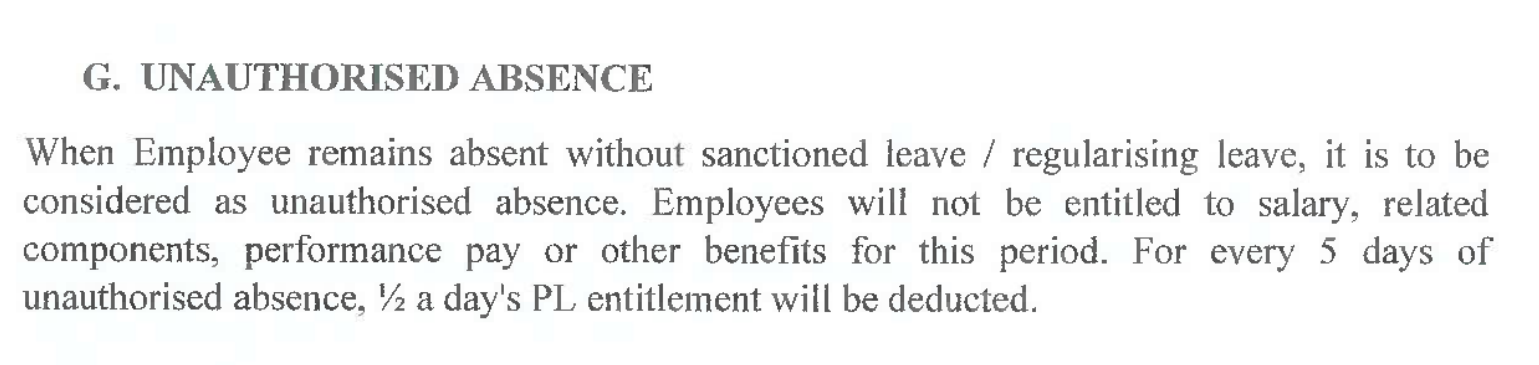 G. UNAUTHORISED ABSENCE
When Employee remains absent without sanctioned leave / regularising leave, it is to be
considered as unauthorised absence. Employees will not be entitled to salary, related
components, performance pay or other benefits for this period. For every 5 days of
unauthorised absence, ½ a day's PL entitlement will be deducted.